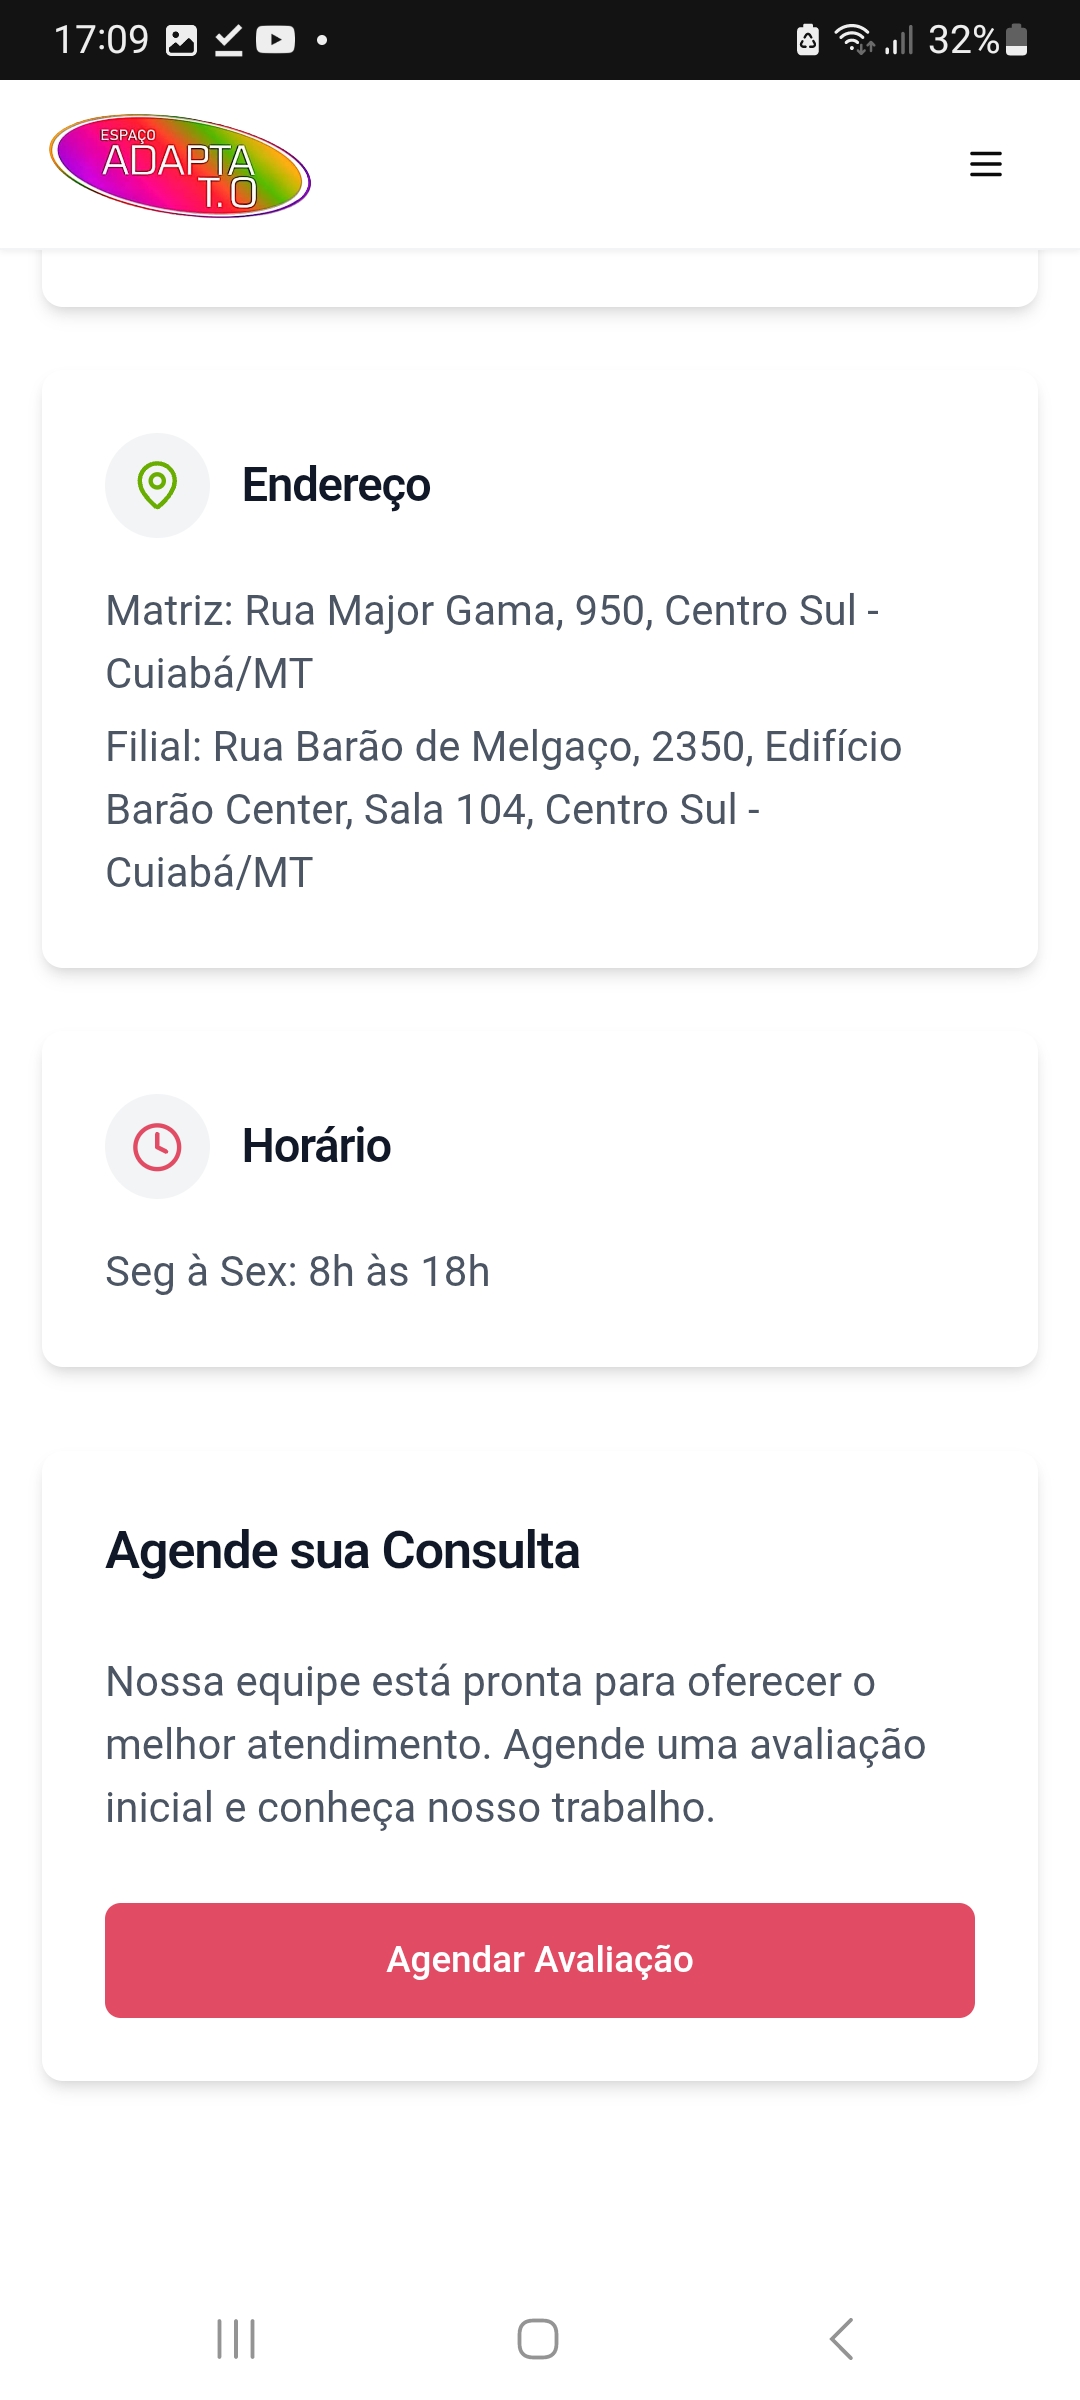 17:09
32%
ESPAÇO
ADAPTA
T.O
Endereço
Matriz: Rua Major Gama, 950, Centro Sul -
Cuiabá/MT
Filial: Rua Barão de Melgaço, 2350, Edifício
Barão Center, Sala 104, Centro Sul -
Cuiabá/MT
Horário
Seg à Sex: 8h às 18h
Agende sua Consulta
Nossa equipe está pronta para oferecer o
melhor atendimento. Agende uma avaliação
inicial e conheça nosso trabalho.
Agendar Avaliação